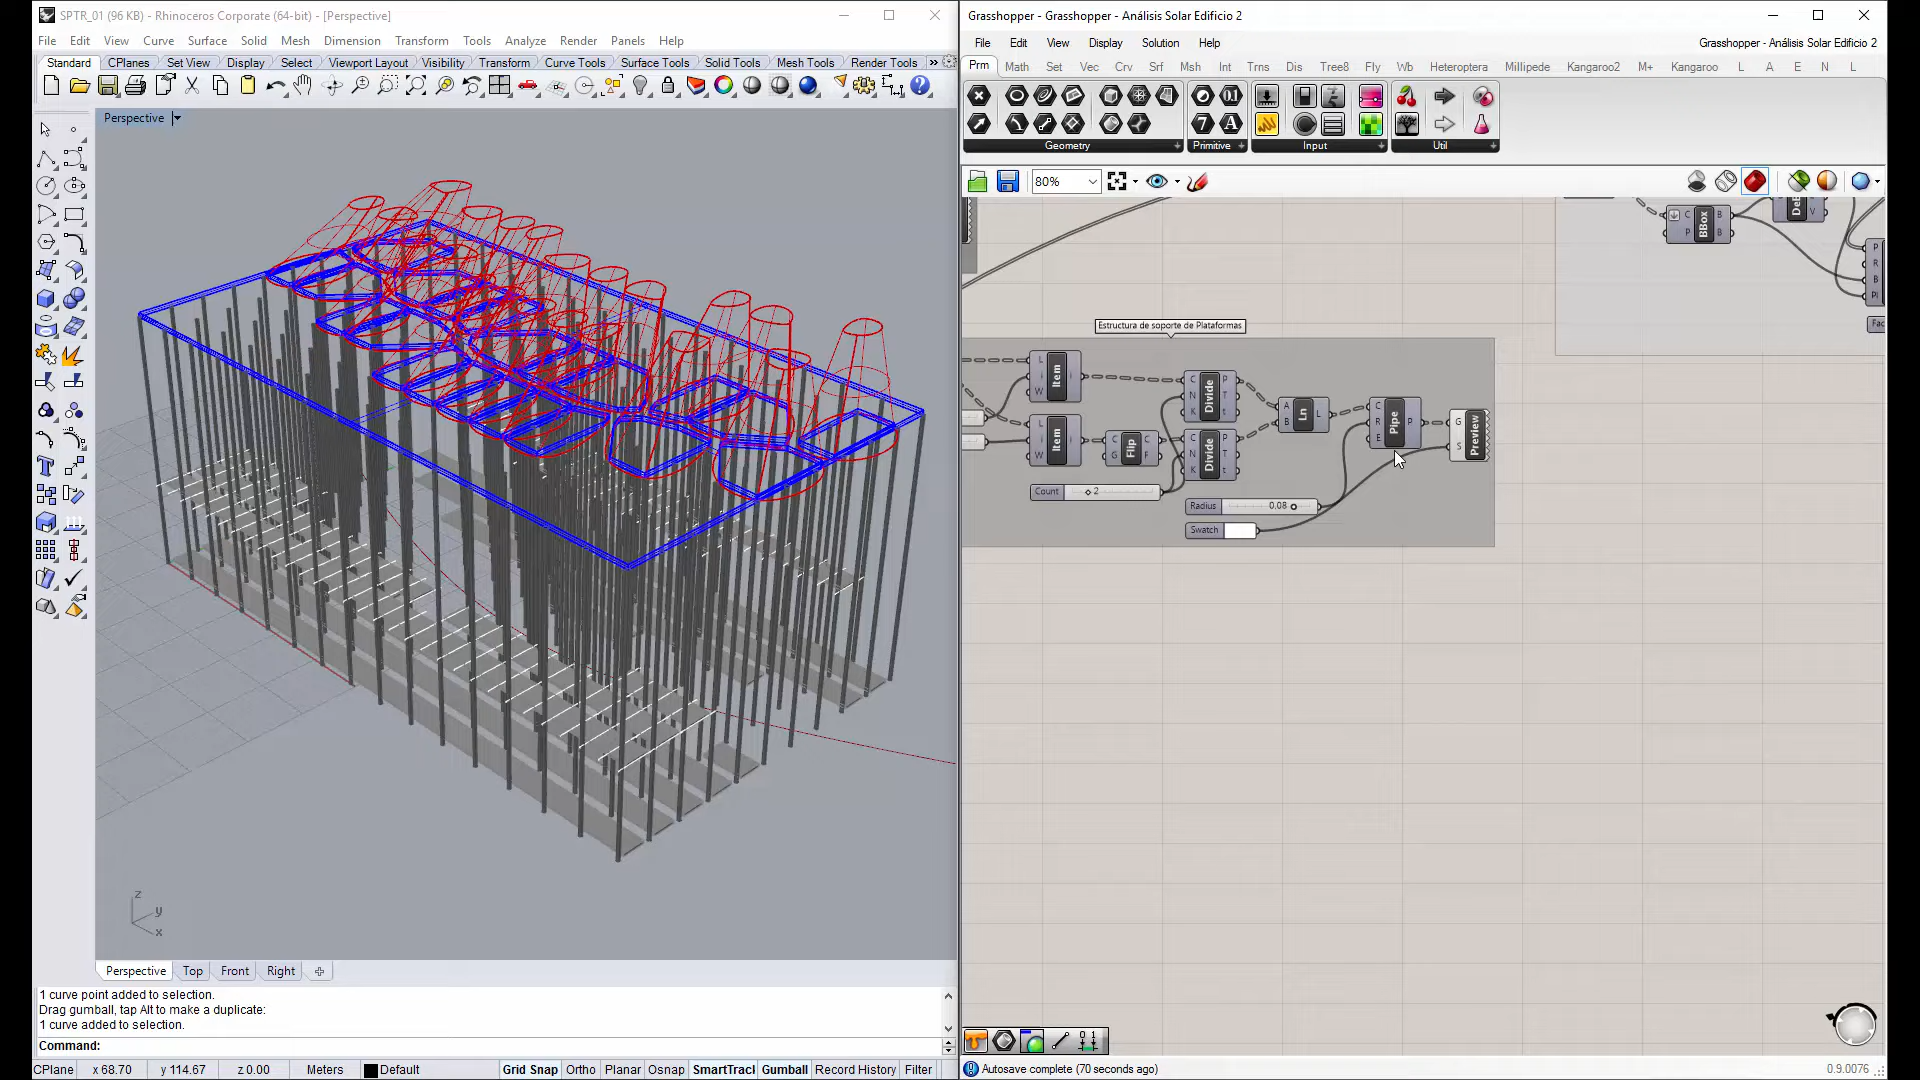 SPTR_01 (96 KB) - Rhinoceros Corporate (64-bit) - [Perspective]
File Edit View Curve Surface Solid Mesh Dimension Transform Tools Analyze Render Panels Help
Standard CPlanes Set View Display Select Viewport Layout Visibility Transform Curve Tools Surface Tools Solid Tools Mesh Tools Render Tools »
Perspective
z
y
x
Perspective Top Front Right
1 curve point added to selection.
Drag gumball, tap Alt to make a duplicate:
1 curve added to selection.
Command:
CPlane x 68.70 y 114.67 z 0.00 Meters Default Grid Snap Ortho Planar Osnap SmartTrack Gumball Record History Filter
Grasshopper - Grasshopper - Análisis Solar Edificio 2
File Edit View Display Solution Help
Grasshopper - Análisis Solar Edificio 2
Prm Math Set Vec Crv Srf Msh Int Trns Dis Tree8 Fly Wb Heteroptera Millipede Kangaroo2 M+ Kangaroo L A E N L
Geometry Primitive Input Util
80%
C
P
BBox
B
B
DeB
V
P
R
B
Pl
Fac
Estructura de soporte de Plataformas
L
i
W
Item
i
L
i
W
Item
i
C
G
Flip
C
F
C
N
K
Divide
P
T
t
C
N
K
Divide
P
T
t
A
B
Ln
L
C
R
E
Pipe
P
G
S
Preview
Count 2
Radius 0.08
Swatch
Autosave complete (70 seconds ago)
0.9.0076